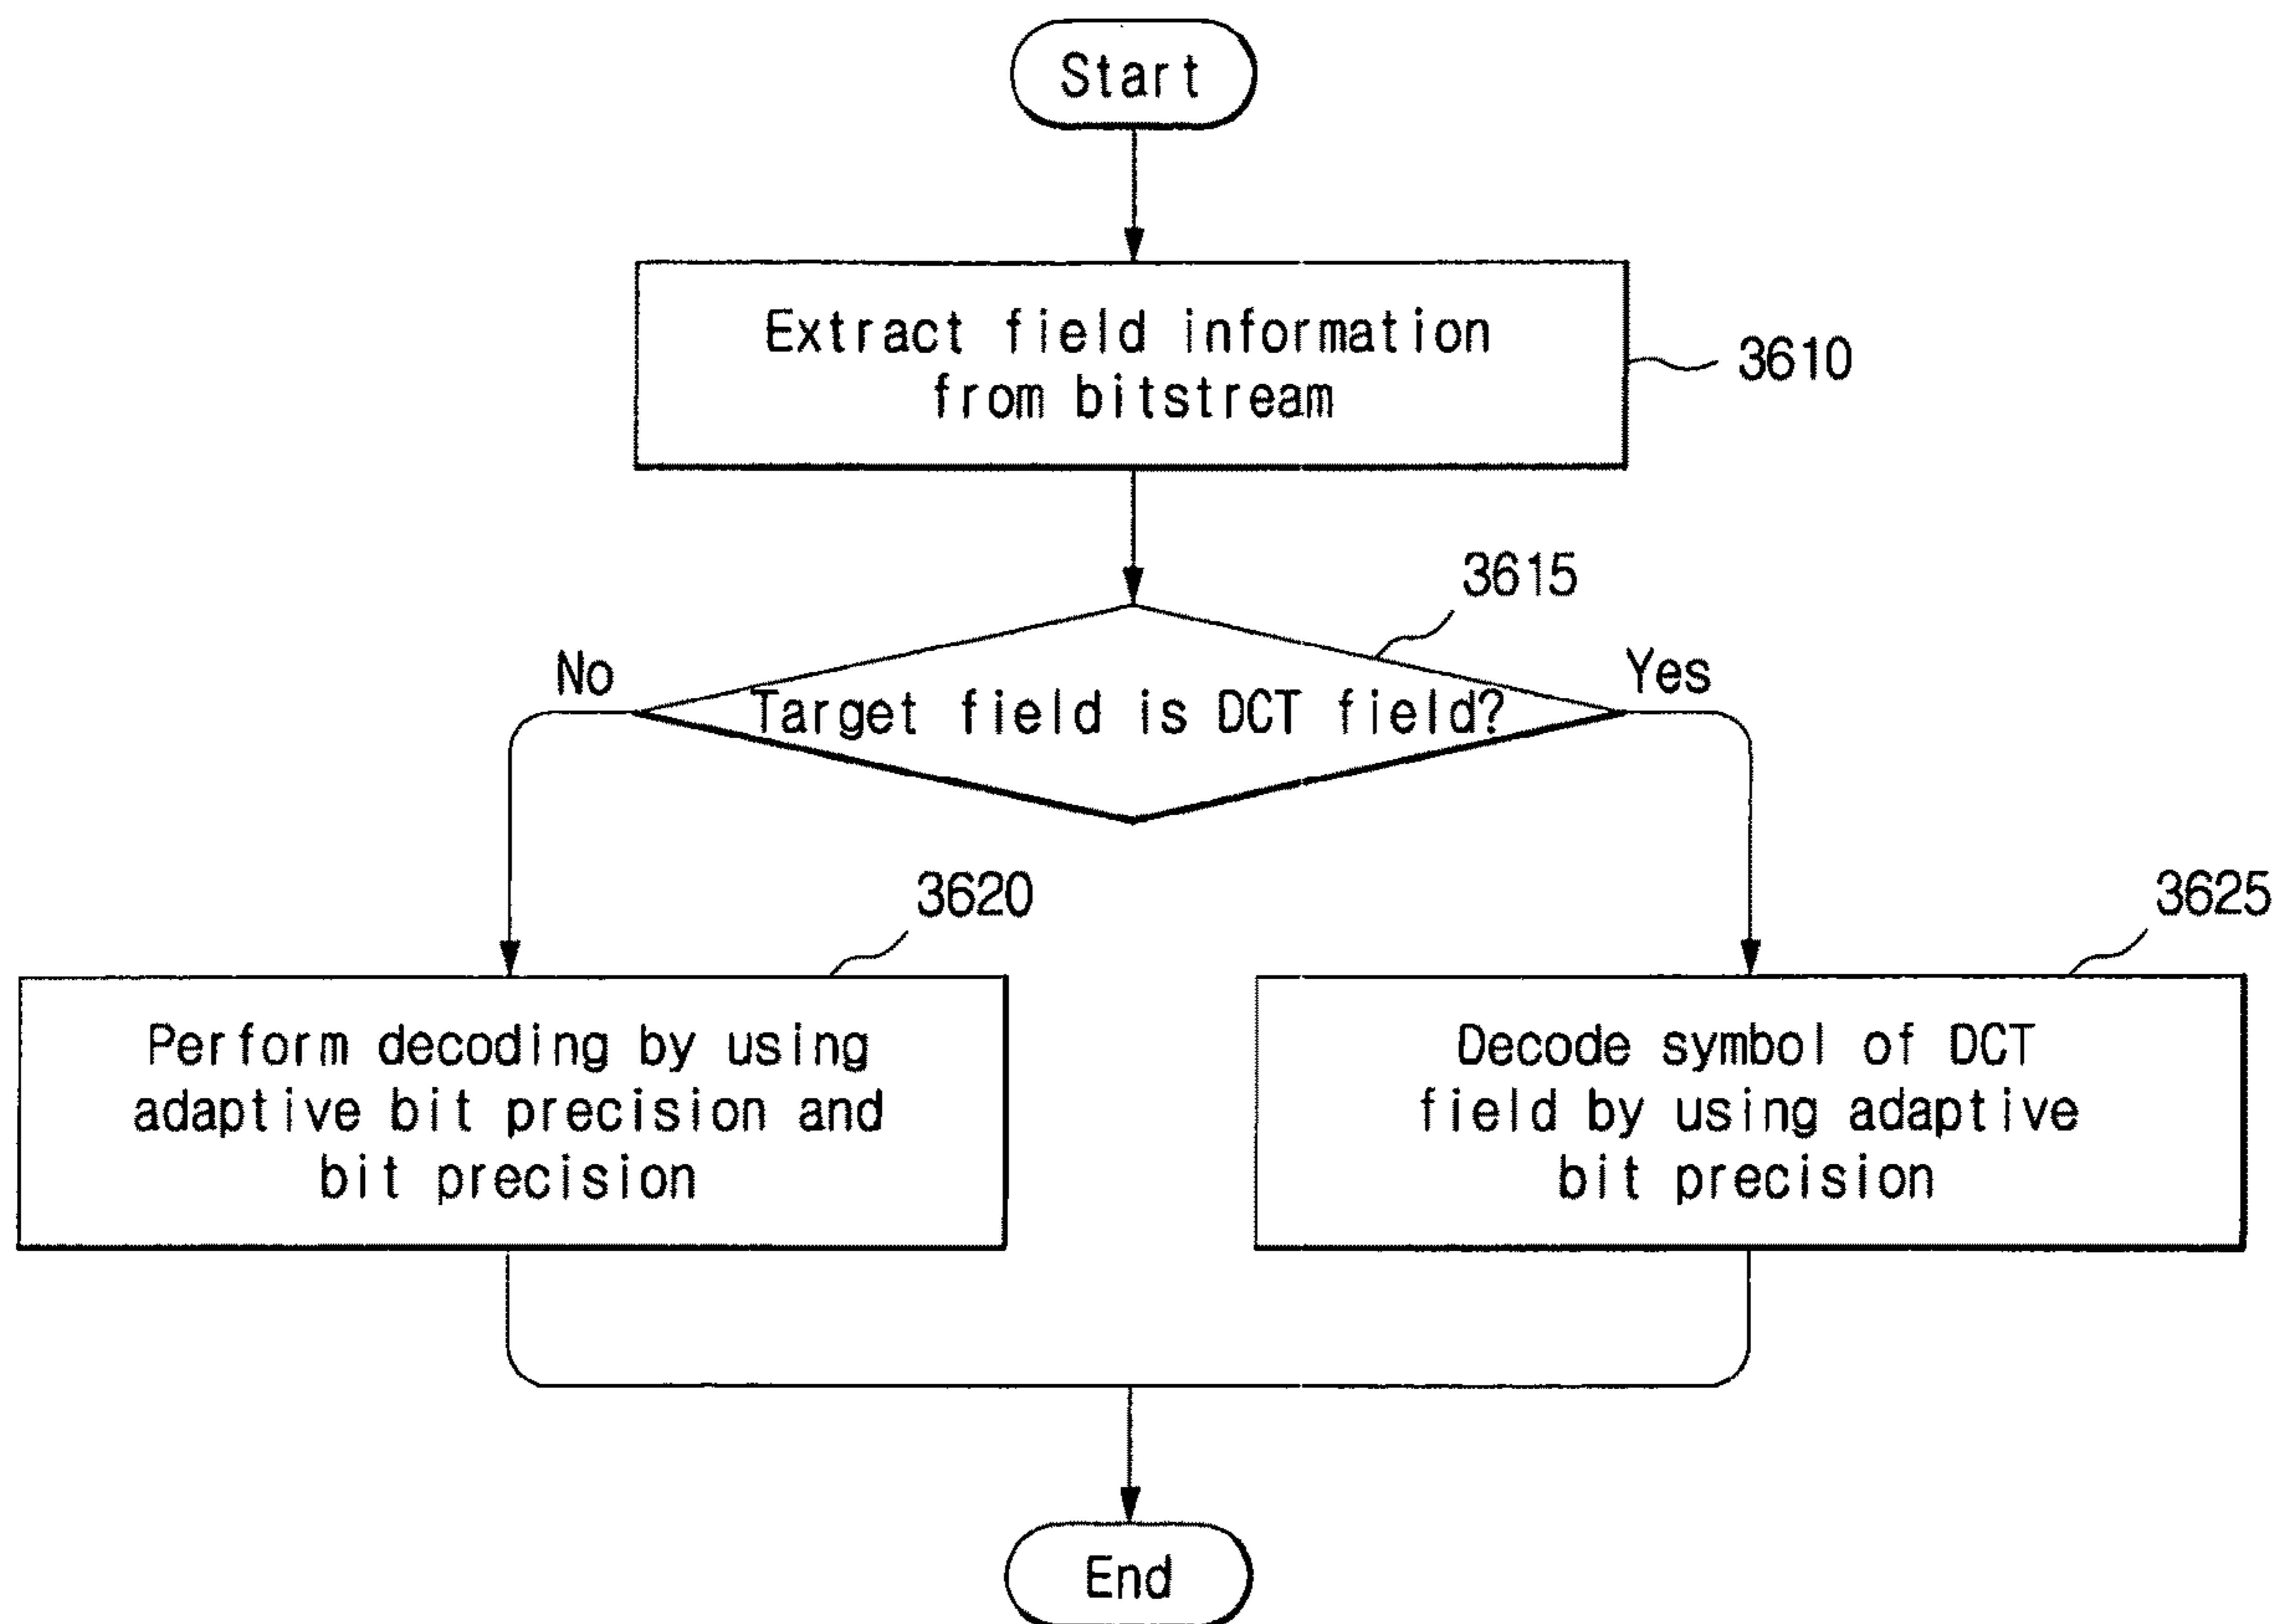 Start
Extract field information
from bitstream
3610
3615
No
Yes
Target field is DCT field?
3620
3625
Perform decoding by using
adaptive bit precision and
bit precision
Decode symbol of DCT
field by using adaptive
bit precision
End